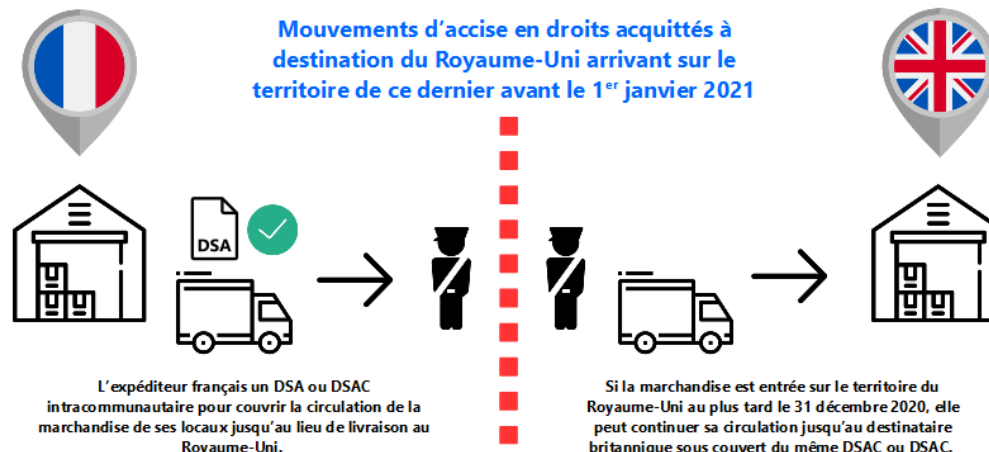 Mouvements d'accise en droits acquittés à
destination du Royaume-Uni arrivant sur le
territoire de ce dernier avant le 1er janvier 2021
DSA
L'expéditeur français un DSA ou DSAC
intracommunautaire pour couvrir la circulation de la
marchandise de ses locaux jusqu'au lieu de livraison au
Royaume-Uni.
Si la marchandise est entrée sur le territoire du
Royaume-Uni au plus tard le 31 décembre 2020, elle
peut continuer sa circulation jusqu'au destinataire
britannique sous couvert du même DSAC ou DSAC.